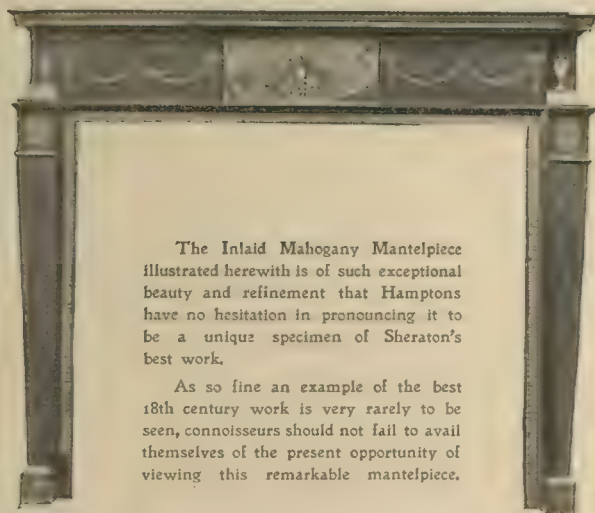 The Inlaid Mahogany Mantelpiece
illustrated herewith is of such exceptional
beauty and refinement that Hamptons
have no hesitation in pronouncing it to
be a unique specimen of Sheraton's
best work.
As so fine an example of the best
18th century work is very rarely to be
seen, connoisseurs should not fail to avail
themselves of the present opportunity of
viewing this remarkable mantelpiece.